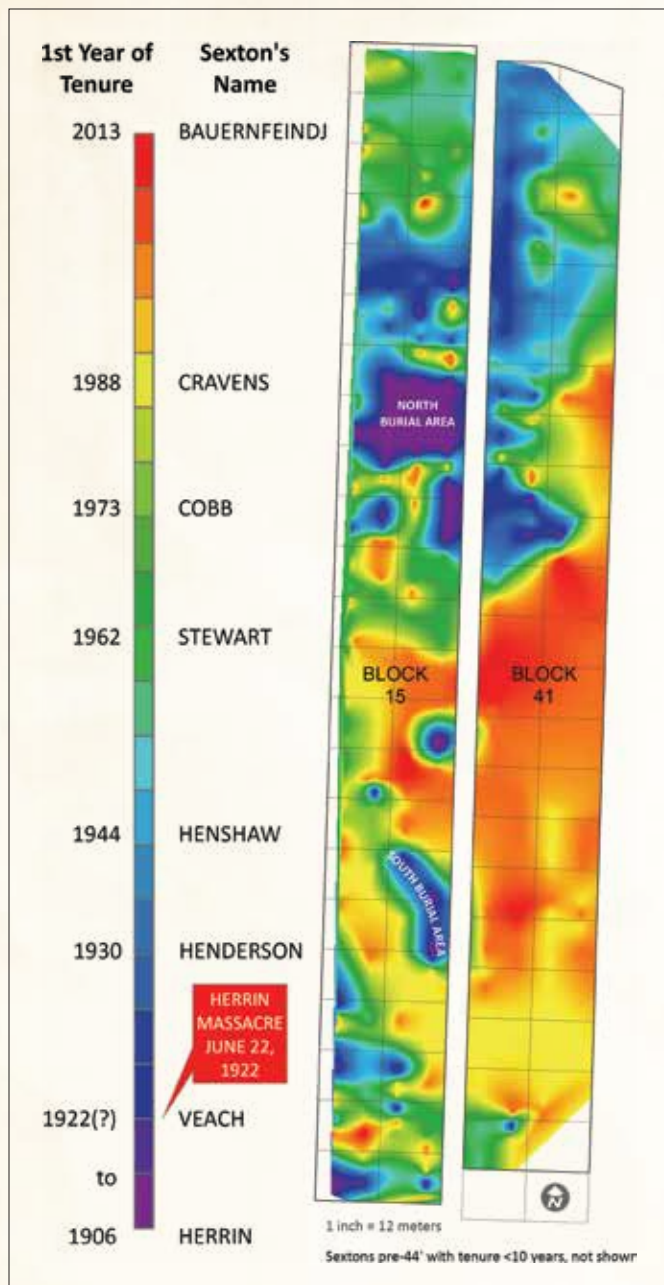 1st Year of Tenure
Sexton's Name
2013 BAUERNFEINDJ
1988 CRAVENS
1973 COBB
1962 STEWART
1944 HENSHAW
1930 HENDERSON
HERRIN
MASSACRE
JUNE 22,
1922
1922(?) VEACH
to
1906 HERRIN
NORTH
BURIAL AREA
BLOCK
15
BLOCK
41
SOUTH BURIAL AREA
N
1 inch = 12 meters
Sextons pre-44' with tenure <10 years, not shown